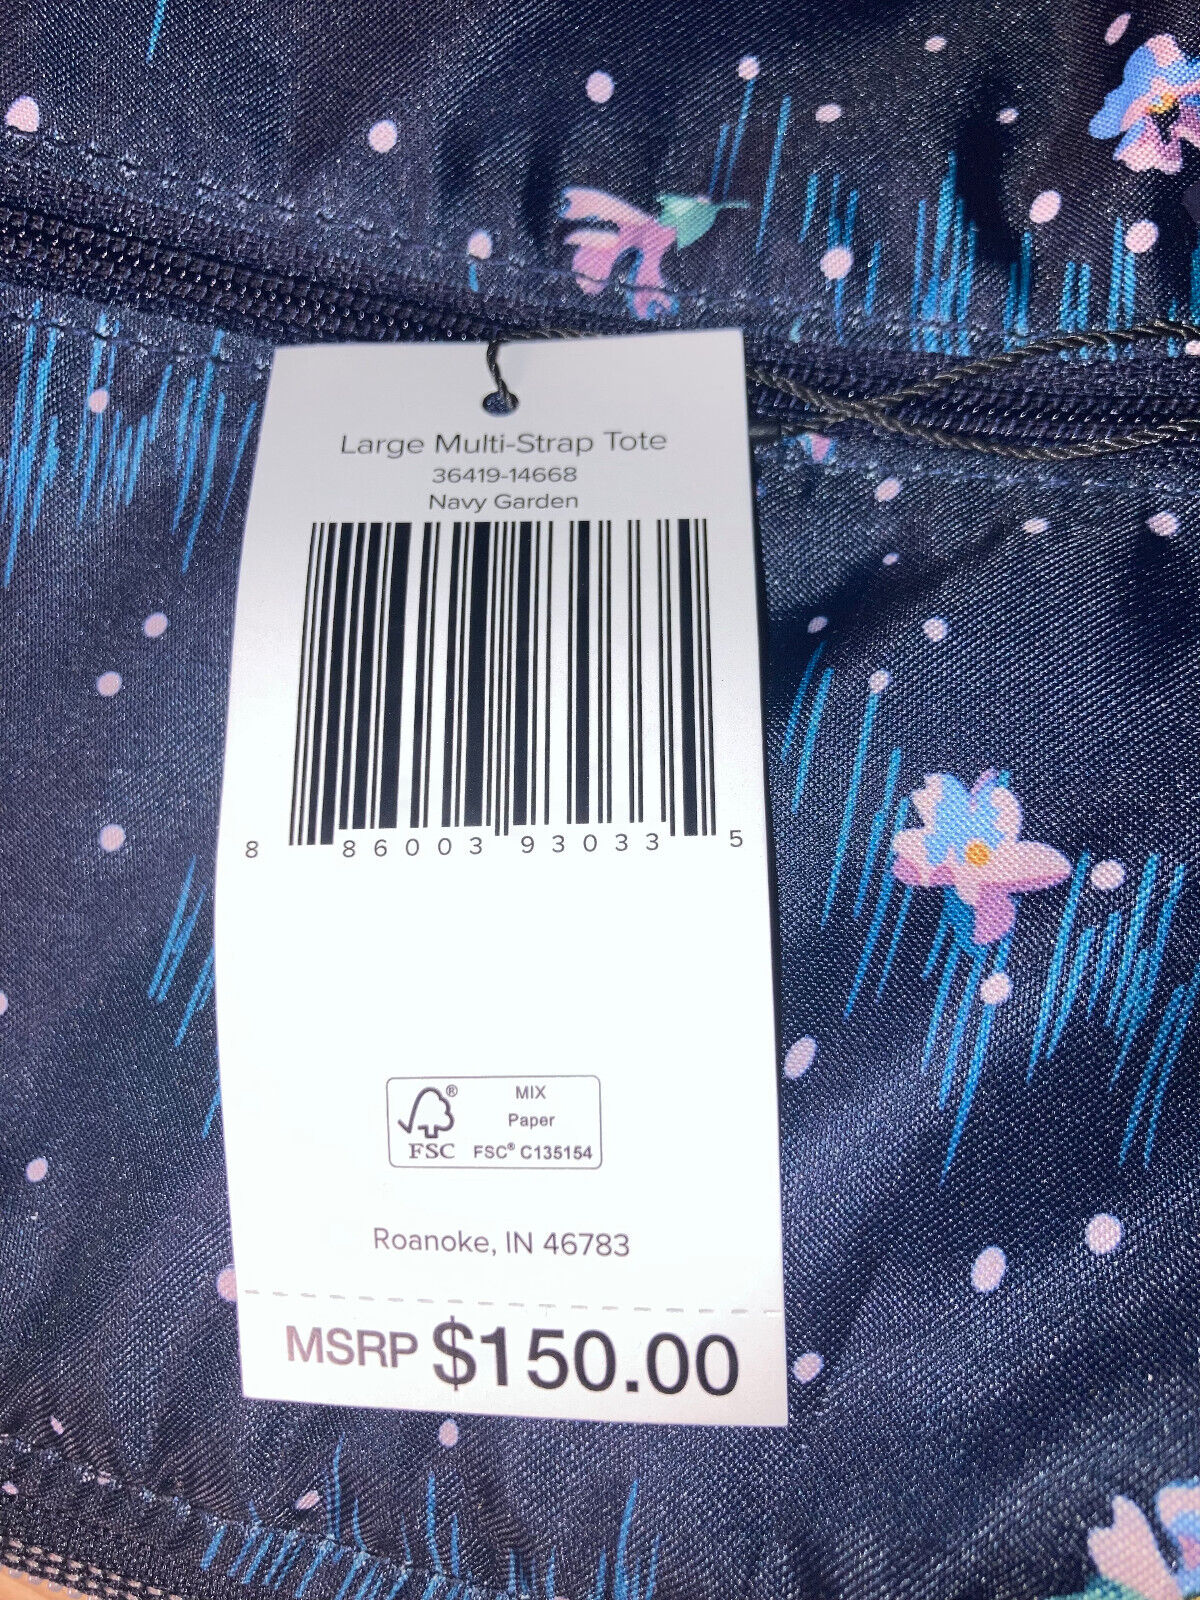 Large Multi-Strap Tote
36419-14668
Navy Garden
8 86003 93033 5
® MIX
Paper
FSC FSC® C135154
Roanoke, IN 46783
MSRP $150.00